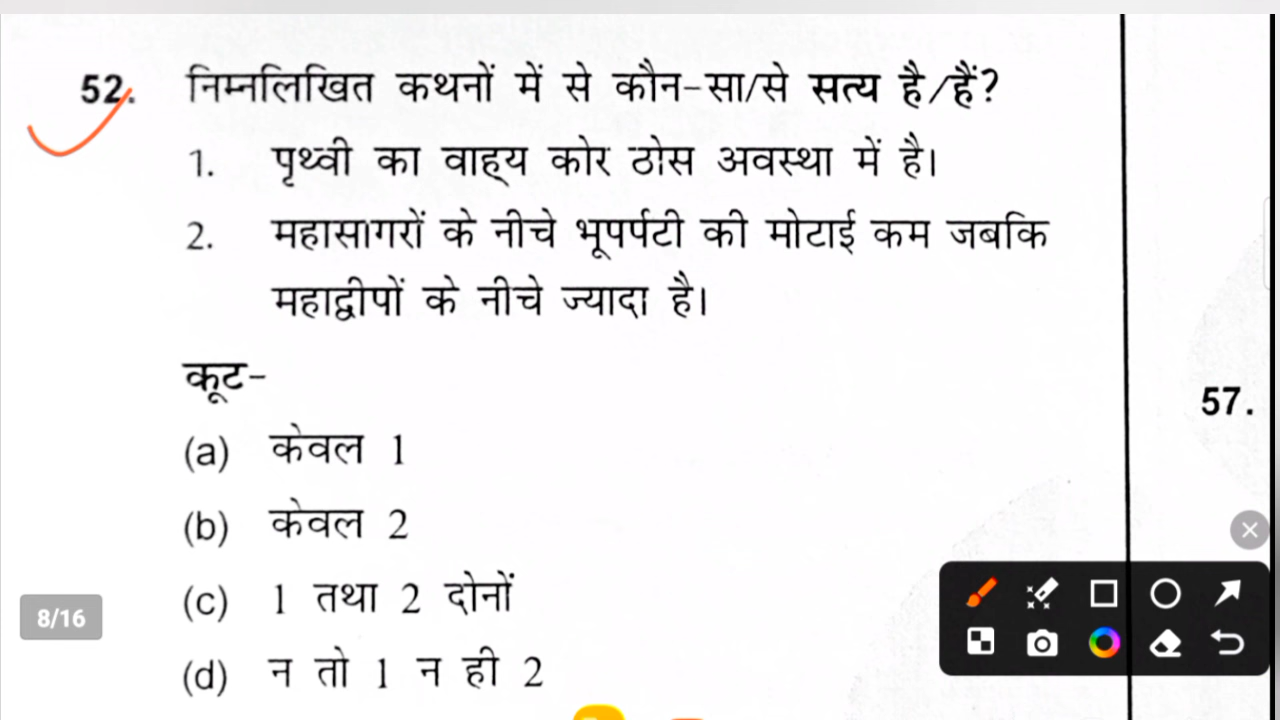 52. निम्नलिखित कथनों में से कौन-सा/से सत्य है/हैं?
1. पृथ्वी का वाह्य कोर ठोस अवस्था में है।
2. महासागरों के नीचे भूपर्पटी की मोटाई कम जबकि
महाद्वीपों के नीचे ज्यादा है।
कूट-
(a) केवल 1
(b) केवल 2
(c) 1 तथा 2 दोनों
(d) न तो 1 न ही 2
57.
8/16